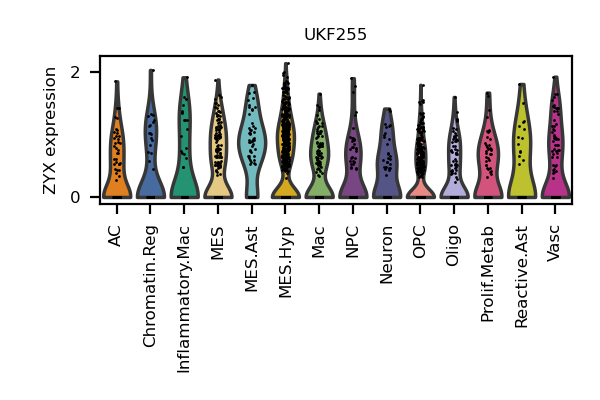 UKF255
ZYX expression
2
0
AC
Chromatin.Reg
Inflammatory.Mac
MES
MES.Ast
MES.Hyp
Mac
NPC
Neuron
OPC
Oligo
Prolif.Metab
Reactive.Ast
Vasc